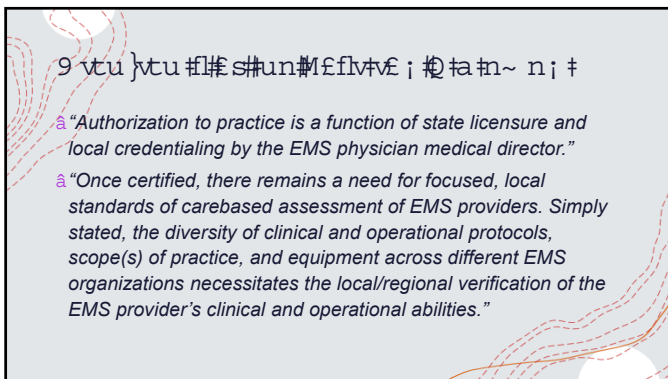 â “Authorization to practice is a function of state licensure and
local credentialing by the EMS physician medical director.”
â “Once certified, there remains a need for focused, local
standards of carebased assessment of EMS providers. Simply
stated, the diversity of clinical and operational protocols,
scope(s) of practice, and equipment across different EMS
organizations necessitates the local/regional verification of the
EMS provider’s clinical and operational abilities.”